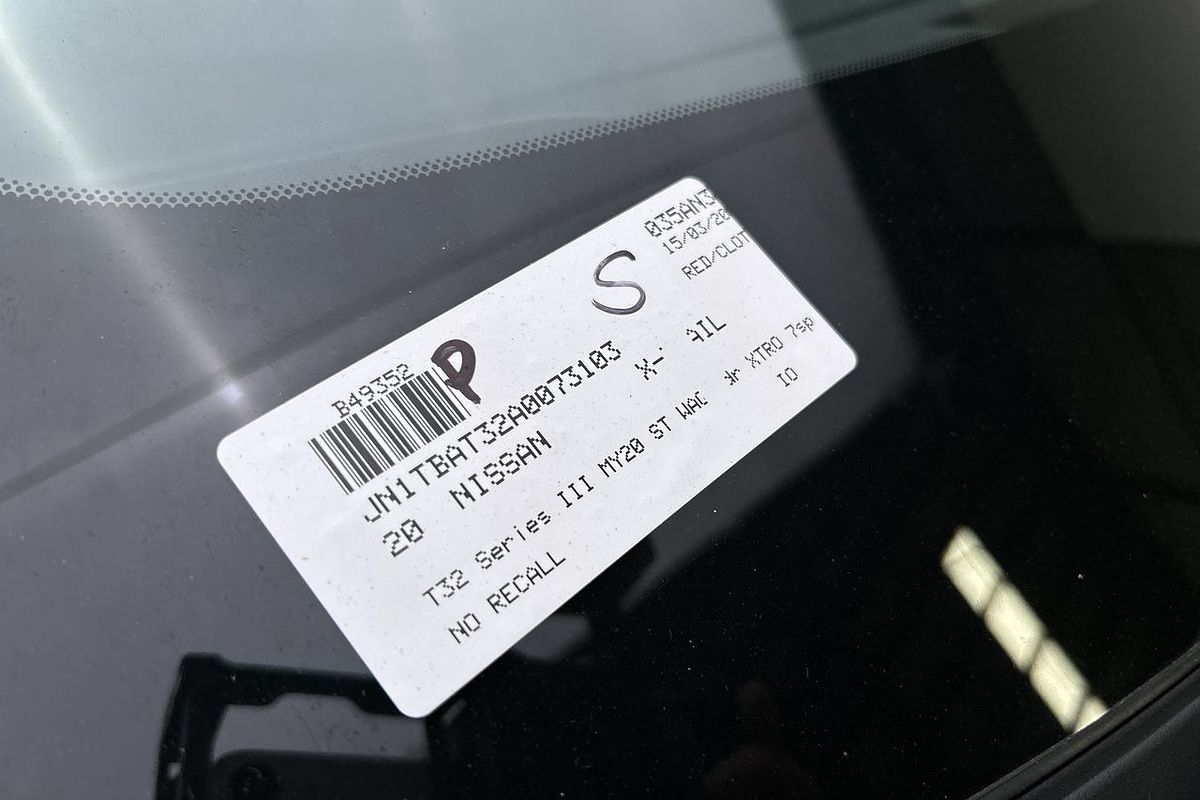 035AN3
15/03/20
RED/CLOT
S
B49352
P
JN1TBAT32A0073103
20 NISSAN
T32 Series III MY20 ST WAG XTRO 7sp
IO
NO RECALL